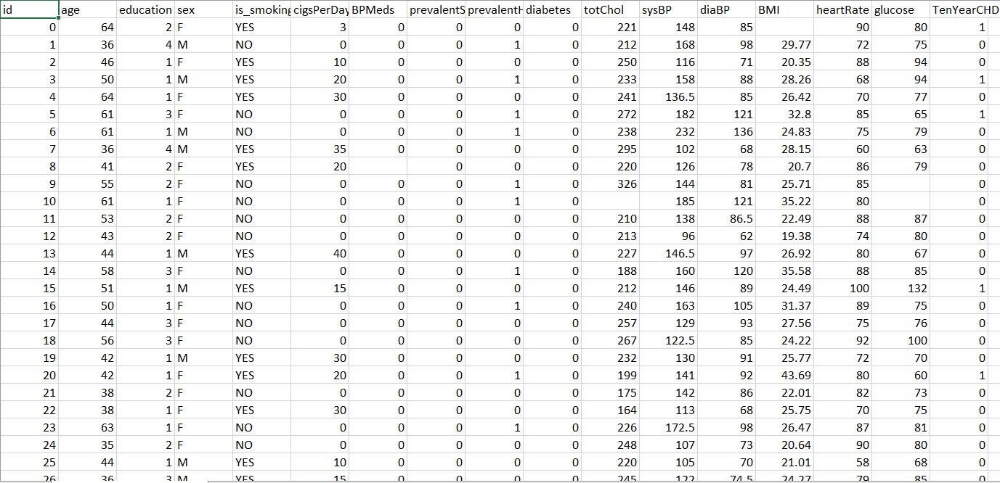 id age education sex is_smoking cigsPerDay BPMeds prevalentS prevalentH diabetes totChol sysBP diaBP BMI heartRate glucose TenYearCHD
0 64 2 F YES 3 0 0 0 0 221 148 85 90 80 1
1 36 4 M NO 0 0 0 1 0 212 168 98 29.77 72 75 0
2 46 1 F YES 10 0 0 0 0 250 116 71 20.35 88 94 0
3 50 1 M YES 20 0 0 1 0 233 158 88 28.26 68 94 1
4 64 1 F YES 30 0 0 0 0 241 136.5 85 26.42 70 77 0
5 61 3 F NO 0 0 0 1 0 272 182 121 32.8 85 65 1
6 61 1 M NO 0 0 0 1 0 238 232 136 24.83 75 79 0
7 36 4 M YES 35 0 0 0 0 295 102 68 28.15 60 63 0
8 41 2 F YES 20 0 0 0 220 126 78 20.7 86 79 0
9 55 2 F NO 0 0 0 1 0 326 144 81 25.71 85 0
10 61 1 F NO 0 0 0 1 0 185 121 35.22 80 0
11 53 2 F NO 0 0 0 0 0 210 138 86.5 22.49 88 87 0
12 43 2 F NO 0 0 0 0 0 213 96 62 19.38 74 80 0
13 44 1 M YES 40 0 0 0 0 227 146.5 97 26.92 80 67 0
14 58 3 F NO 0 0 0 1 0 188 160 120 35.58 88 85 0
15 51 1 M YES 15 0 0 0 0 212 146 89 24.49 100 132 1
16 50 1 F NO 0 0 0 1 0 240 163 105 31.37 89 75 0
17 44 3 F NO 0 0 0 0 0 257 129 93 27.56 75 76 0
18 56 3 F NO 0 0 0 0 0 267 122.5 85 24.22 92 100 0
19 42 1 M YES 30 0 0 0 0 232 130 91 25.77 72 70 0
20 42 1 F YES 20 0 0 1 0 199 141 92 43.69 80 60 1
21 38 2 F NO 0 0 0 0 0 175 142 86 22.01 82 73 0
22 38 1 F YES 30 0 0 0 0 164 113 68 25.75 70 75 0
23 63 1 F NO 0 0 0 1 0 226 172.5 98 26.47 87 81 0
24 35 2 F NO 0 0 0 0 0 248 107 73 20.64 90 80 0
25 44 1 M YES 10 0 0 0 0 220 105 70 21.01 58 68 0
26 36 3 M YES 15 0 0 0 0 245 122 74.5 24.27 79 85 0